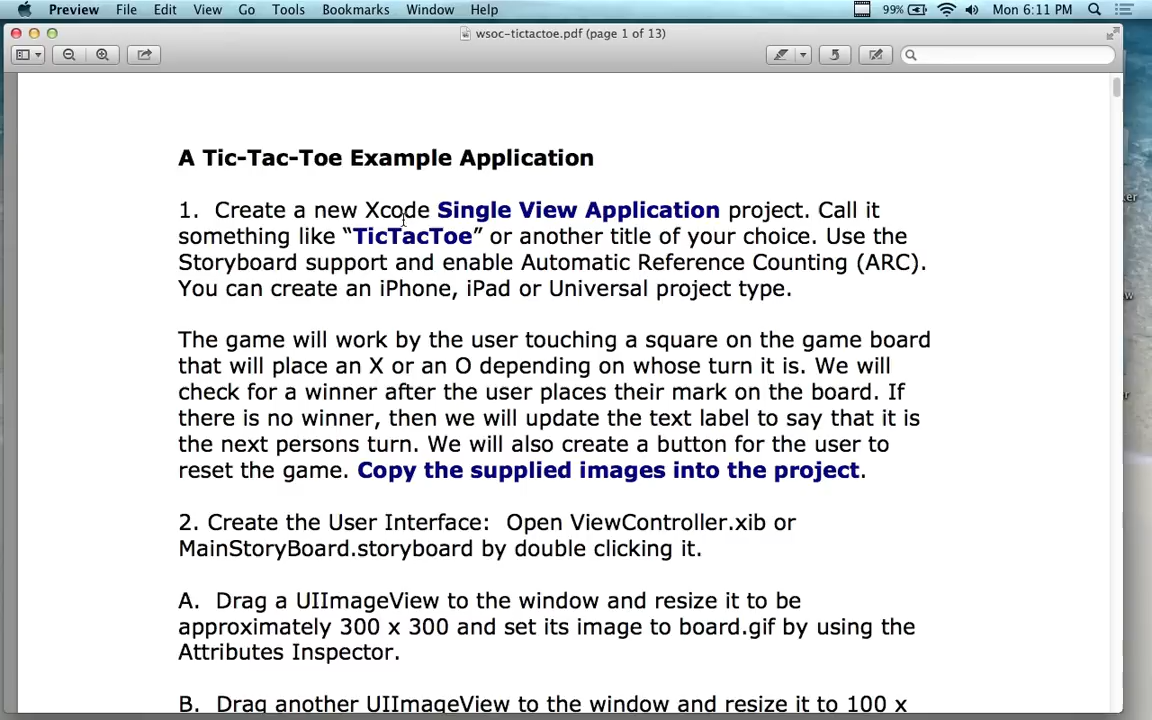 Preview File Edit View Go Tools Bookmarks Window Help 99% Mon 6:11 PM
wsoc-tictactoe.pdf (page 1 of 13)
A Tic-Tac-Toe Example Application
1. Create a new Xcode Single View Application project. Call it
something like “TicTacToe” or another title of your choice. Use the
Storyboard support and enable Automatic Reference Counting (ARC).
You can create an iPhone, iPad or Universal project type.
The game will work by the user touching a square on the game board
that will place an X or an O depending on whose turn it is. We will
check for a winner after the user places their mark on the board. If
there is no winner, then we will update the text label to say that it is
the next persons turn. We will also create a button for the user to
reset the game. Copy the supplied images into the project.
2. Create the User Interface: Open ViewController.xib or
MainStoryBoard.storyboard by double clicking it.
A. Drag a UIImageView to the window and resize it to be
approximately 300 x 300 and set its image to board.gif by using the
Attributes Inspector.
B. Drag another UIImageView to the window and resize it to 100 x